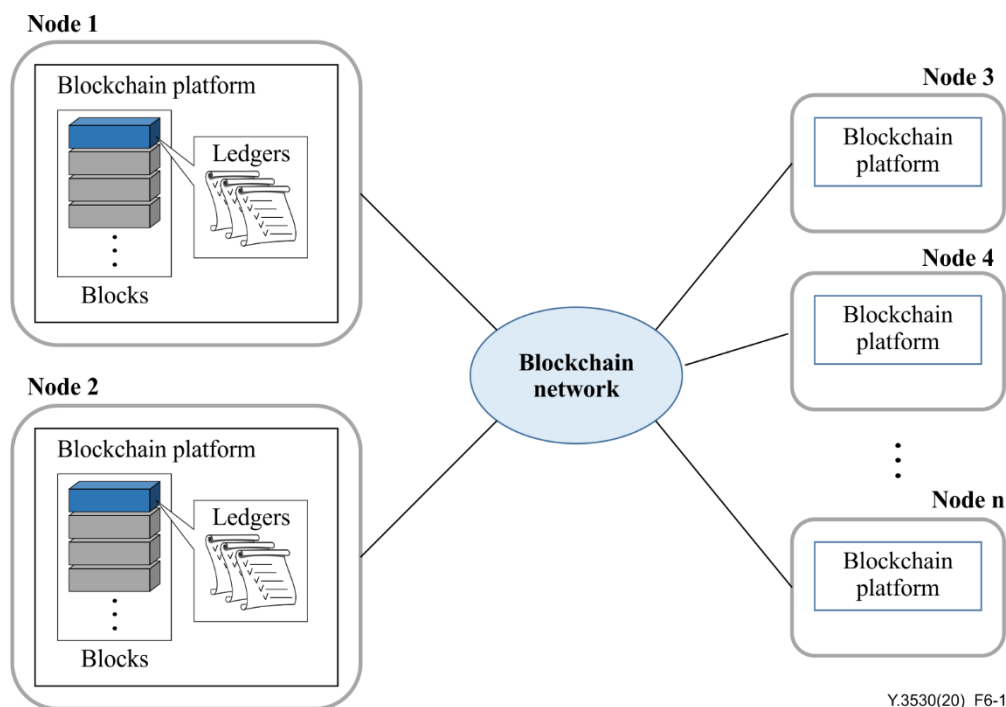 Node 1
Blockchain platform
Ledgers
Blocks
Node 2
Blockchain platform
Ledgers
Blocks
Blockchain
network
Node 3
Blockchain
platform
Node 4
Blockchain
platform
Node n
Blockchain
platform
Y.3530(20)_F6-1